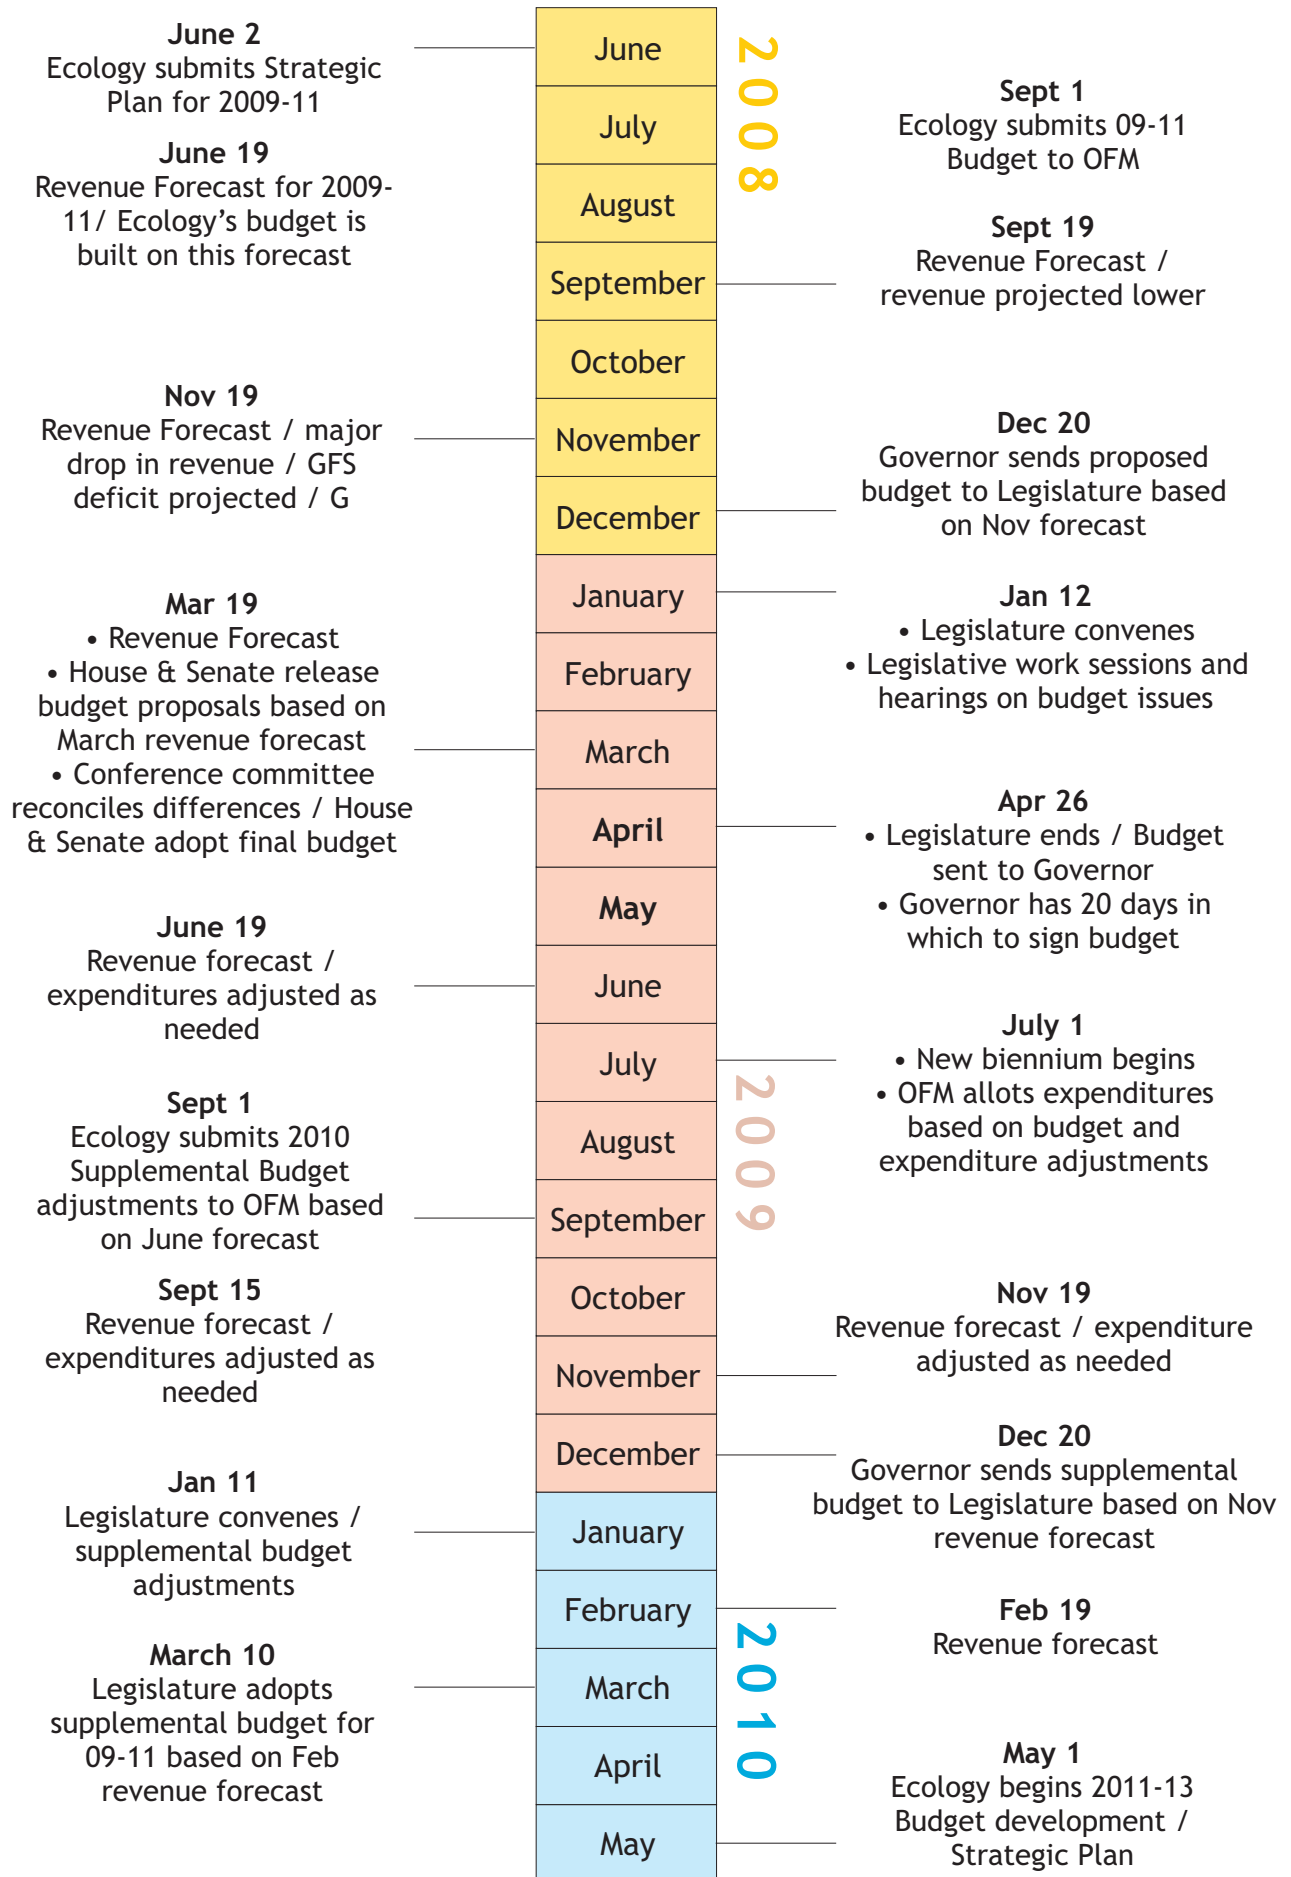 June 2
Ecology submits Strategic
Plan for 2009-11
June 19
Revenue Forecast for 2009-
11/ Ecology’s budget is
built on this forecast
Nov 19
Revenue Forecast / major
drop in revenue / GFS
deficit projected / G
Mar 19
• Revenue Forecast
• House & Senate release
budget proposals based on
March revenue forecast
• Conference committee
reconciles differences / House
& Senate adopt final budget
June 19
Revenue forecast /
expenditures adjusted as
needed
Sept 1
Ecology submits 2010
Supplemental Budget
adjustments to OFM based
on June forecast
Sept 15
Revenue forecast /
expenditures adjusted as
needed
Jan 11
Legislature convenes /
supplemental budget
adjustments
March 10
Legislature adopts
supplemental budget for
09-11 based on Feb
revenue forecast
June
July
August
September
October
November
December
January
February
March
April
May
June
July
August
September
October
November
December
January
February
March
April
May
2008
2009
2010
Sept 1
Ecology submits 09-11
Budget to OFM
Sept 19
Revenue Forecast /
revenue projected lower
Dec 20
Governor sends proposed
budget to Legislature based
on Nov forecast
Jan 12
• Legislature convenes
• Legislative work sessions and
hearings on budget issues
Apr 26
• Legislature ends / Budget
sent to Governor
• Governor has 20 days in
which to sign budget
July 1
• New biennium begins
• OFM allots expenditures
based on budget and
expenditure adjustments
Nov 19
Revenue forecast / expenditure
adjusted as needed
Dec 20
Governor sends supplemental
budget to Legislature based on Nov
revenue forecast
Feb 19
Revenue forecast
May 1
Ecology begins 2011-13
Budget development /
Strategic Plan